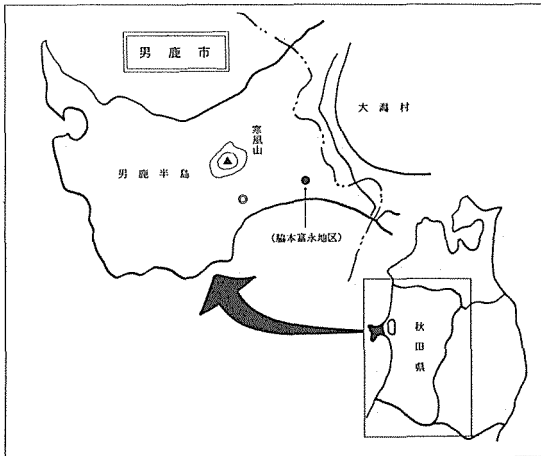 男鹿市
大潟村
寒風山
男鹿半島
(脇本富永地区)
秋田県